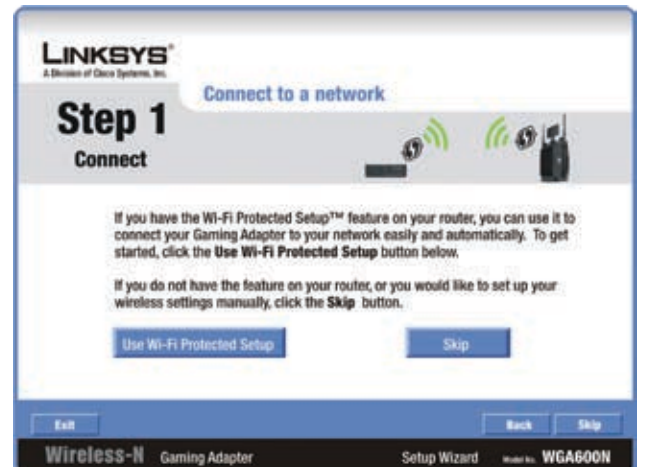 LINKSYS®
A Division of Cisco Systems, Inc.
Connect to a network
Step 1
Connect
If you have the Wi-Fi Protected Setup™ feature on your router, you can use it to
connect your Gaming Adapter to your network easily and automatically. To get
started, click the Use Wi-Fi Protected Setup button below.
If you do not have the feature on your router, or you would like to set up your
wireless settings manually, click the Skip button.
Use Wi-Fi Protected Setup
Skip
Exit
Back
Skip
Wireless-N Gaming Adapter
Setup Wizard
Model No. WGA600N